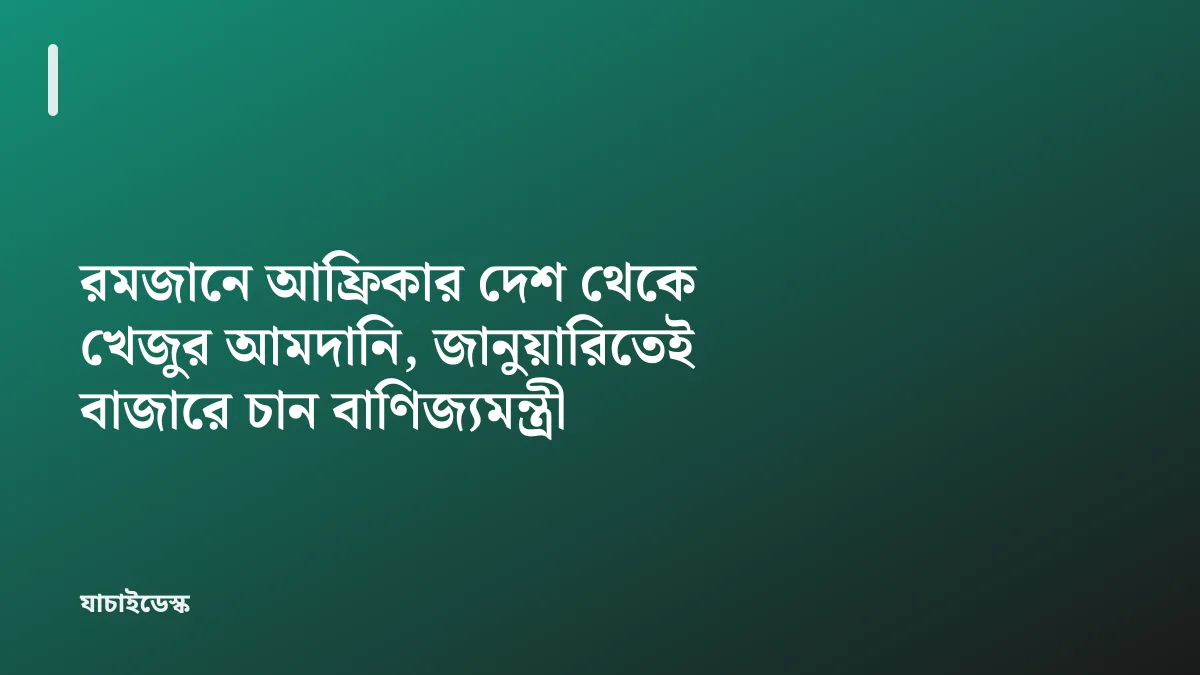 রমজানে আফ্রিকার দেশ থেকে
খেজুর আমদানি, জানুয়ারিতেই
বাজারে চান বাণিজ্যমন্ত্রী
যাচাইডেস্ক